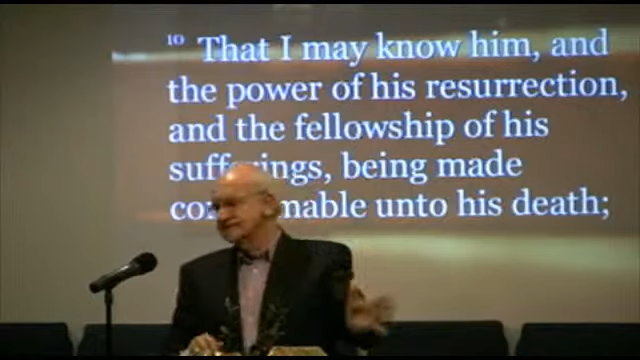 10 That I may know him, and
the power of his resurrection,
and the fellowship of his
sufferings, being made
unto his death;